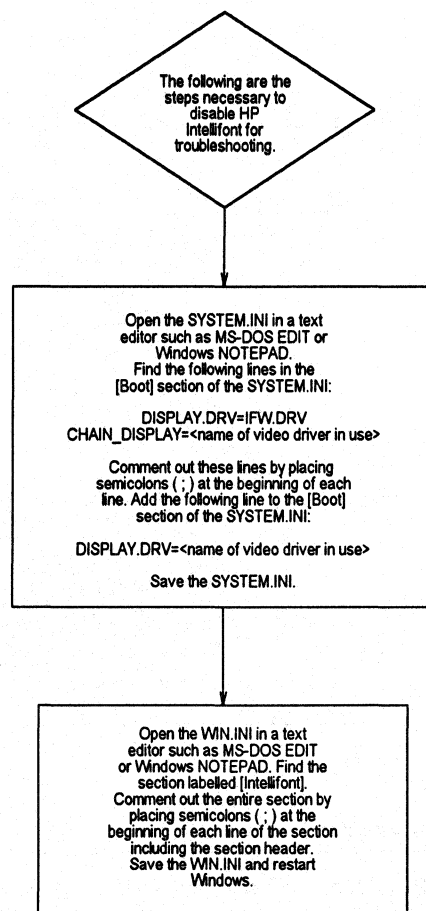 The following are the
steps necessary to
disable HP
Intellifont for
troubleshooting.
Open the SYSTEM.INI in a text
editor such as MS-DOS EDIT or
Windows NOTEPAD.
Find the following lines in the
[Boot] section of the SYSTEM.INI:
DISPLAY.DRV=IFW.DRV
CHAIN_DISPLAY=<name of video driver in use>
Comment out these lines by placing
semicolons ( ; ) at the beginning of each
line. Add the following line to the [Boot]
section of the SYSTEM.INI:
DISPLAY.DRV=<name of video driver in use>
Save the SYSTEM.INI.
Open the WIN.INI in a text
editor such as MS-DOS EDIT
or Windows NOTEPAD. Find the
section labelled [Intellifont].
Comment out the entire section by
placing semicolons ( ; ) at the
beginning of each line of the section
including the section header.
Save the WIN.INI and restart
Windows.